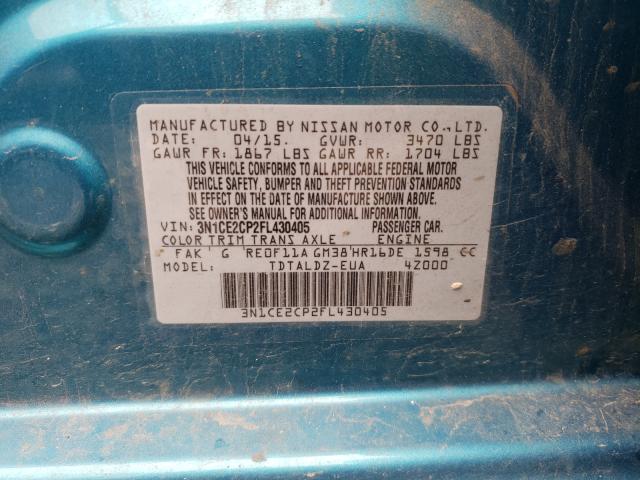 MANUFACTURED BY NISSAN MOTOR CO.,LTD.
DATE: 04/15. GVWR: 3470 LBS
GAWR FR: 1867 LBS GAWR RR: 1704 LBS
THIS VEHICLE CONFORMS TO ALL APPLICABLE FEDERAL MOTOR
VEHICLE SAFETY, BUMPER AND THEFT PREVENTION STANDARDS
IN EFFECT ON THE DATE OF MANUFACTURE SHOWN ABOVE.
SEE OWNER'S MANUAL FOR ADDITIONAL INFORMATION.
VIN: 3N1CE2CP2FL430405 PASSENGER CAR.
COLOR TRIM TRANS AXLE ENGINE
FAK G RE0F11A GM38 HR16DE 1598 CC
MODEL: TDTALDZ-EUA 4Z000
3N1CE2CP2FL430405